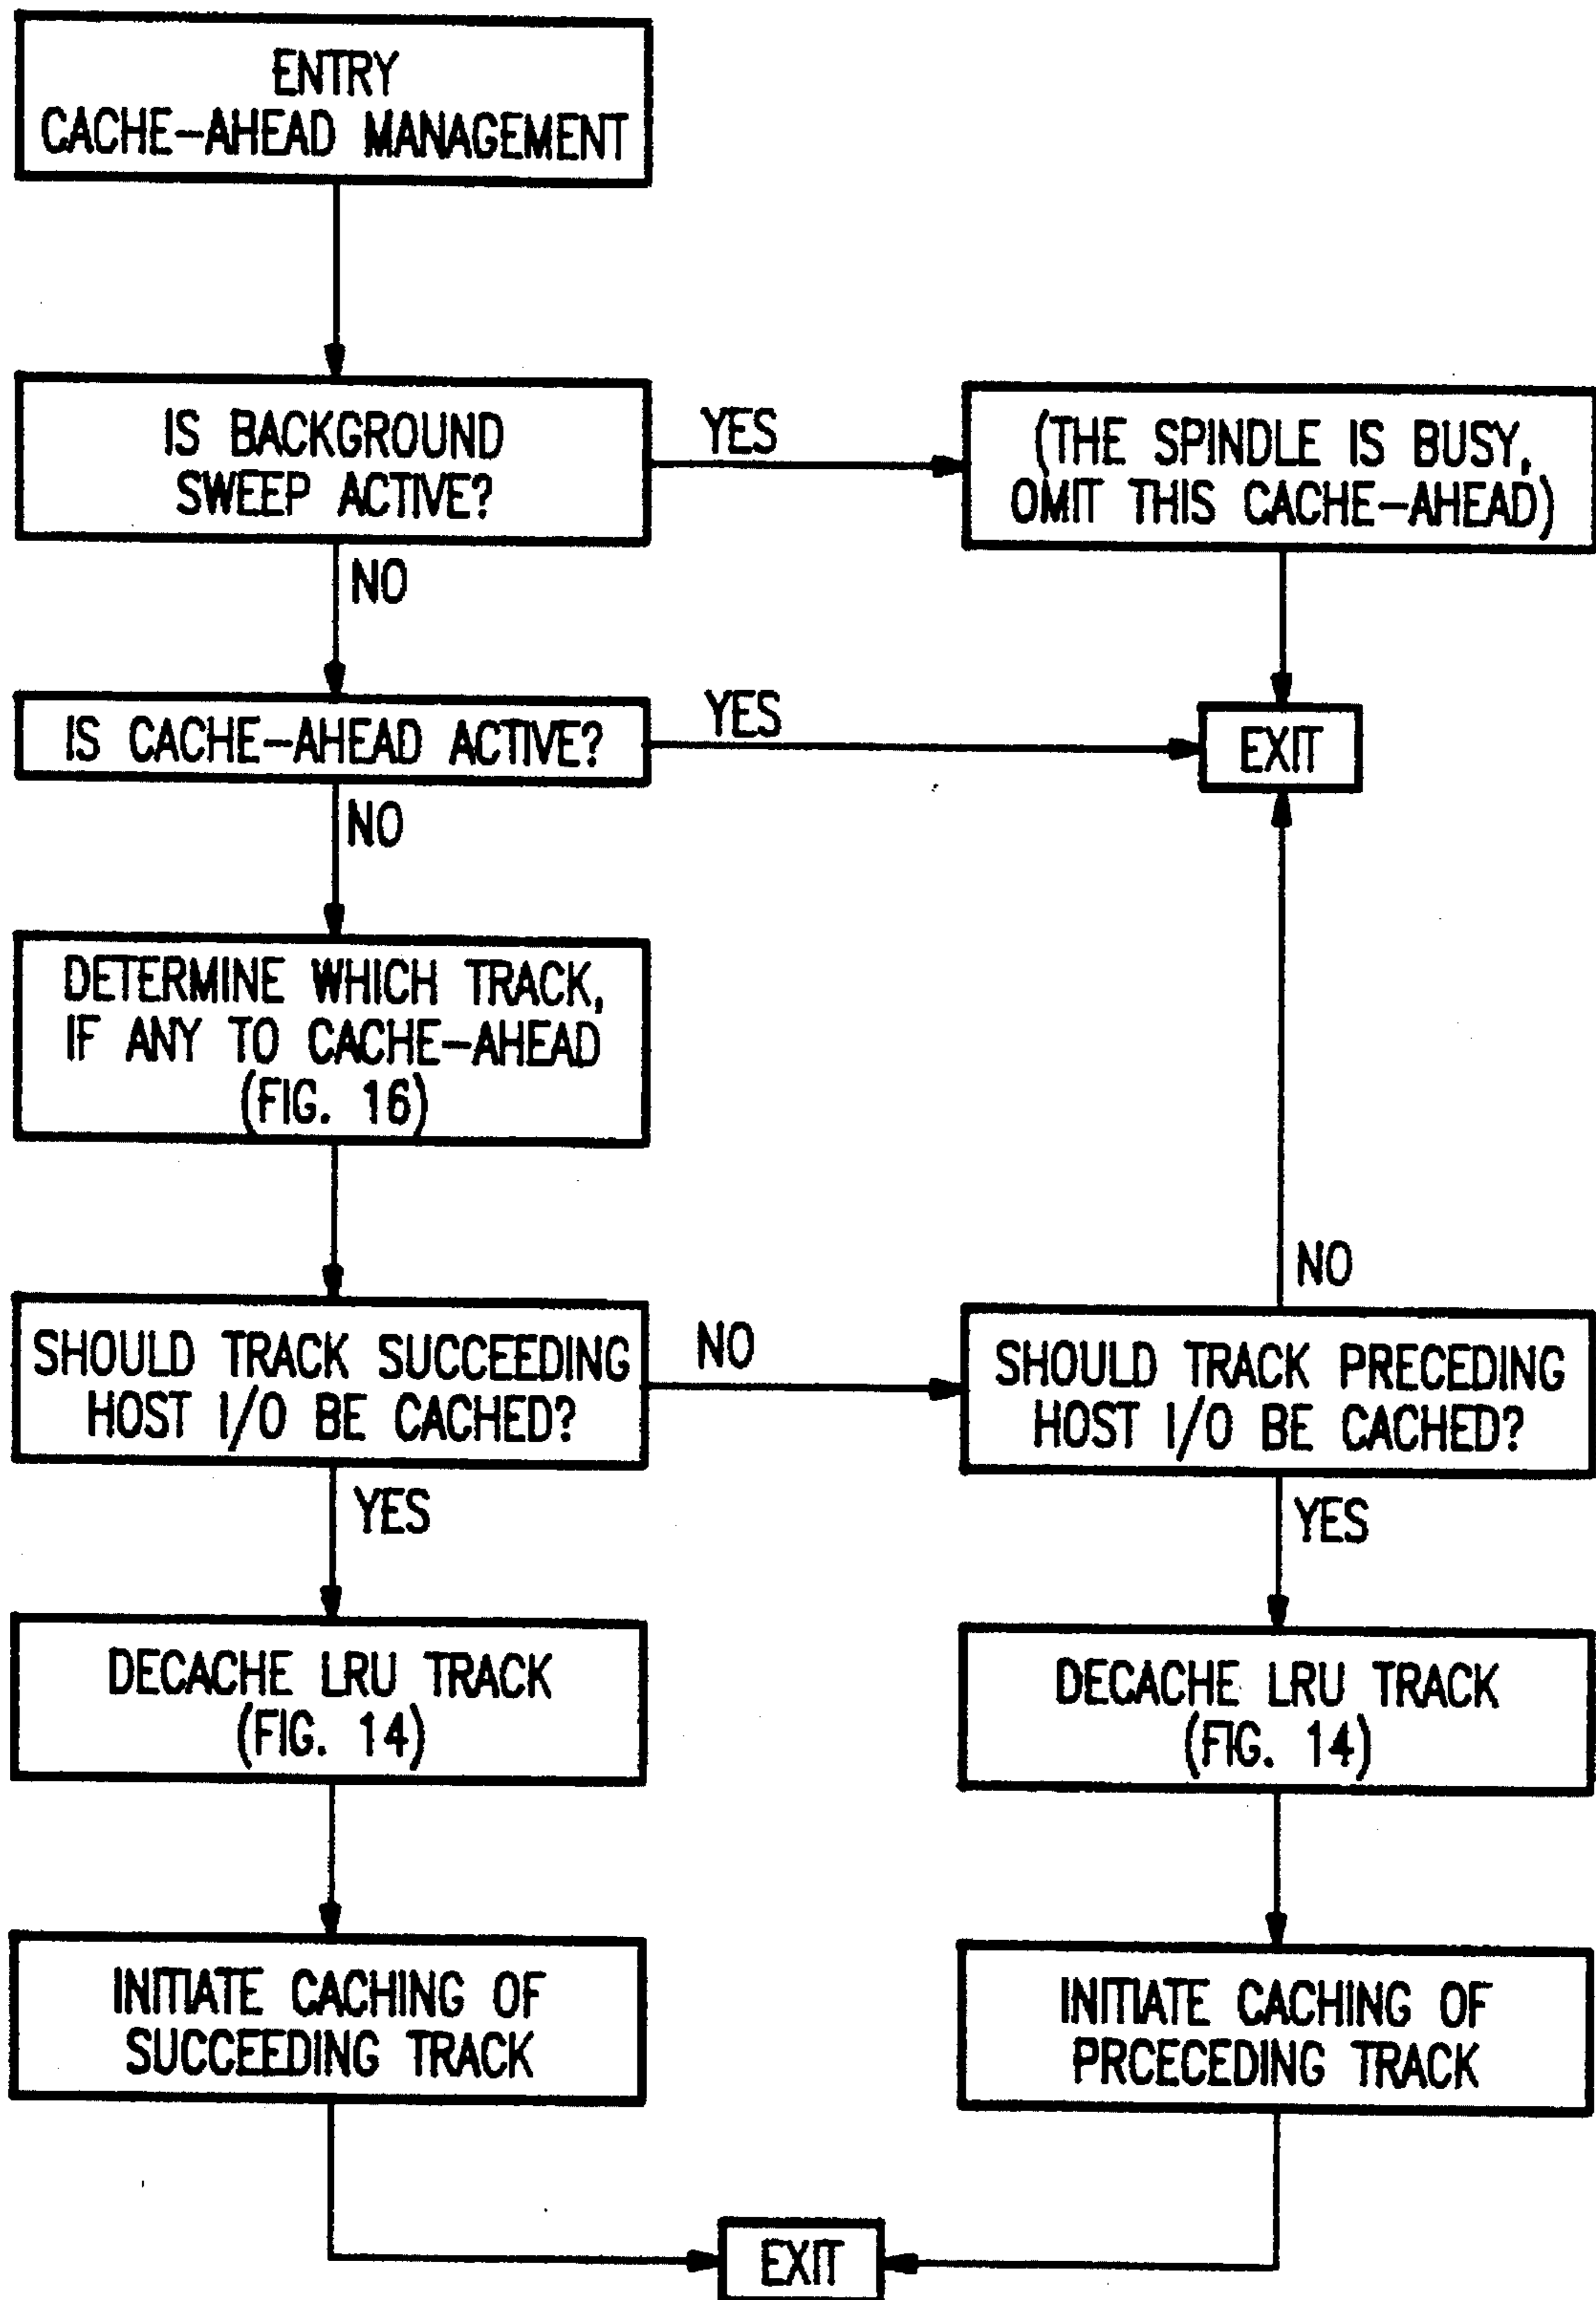 ENTRY
CACHE-AHEAD MANAGEMENT
IS BACKGROUND
SWEEP ACTIVE?
YES
(THE SPINDLE IS BUSY,
OMIT THIS CACHE-AHEAD)
NO
IS CACHE-AHEAD ACTIVE?
YES
EXIT
NO
DETERMINE WHICH TRACK,
IF ANY TO CACHE-AHEAD
(FIG. 16)
NO
SHOULD TRACK SUCCEEDING
HOST I/O BE CACHED?
NO
SHOULD TRACK PRECEDING
HOST I/O BE CACHED?
YES
YES
DECACHE LRU TRACK
(FIG. 14)
DECACHE LRU TRACK
(FIG. 14)
INITIATE CACHING OF
SUCCEEDING TRACK
INITIATE CACHING OF
PRCECEDING TRACK
EXIT